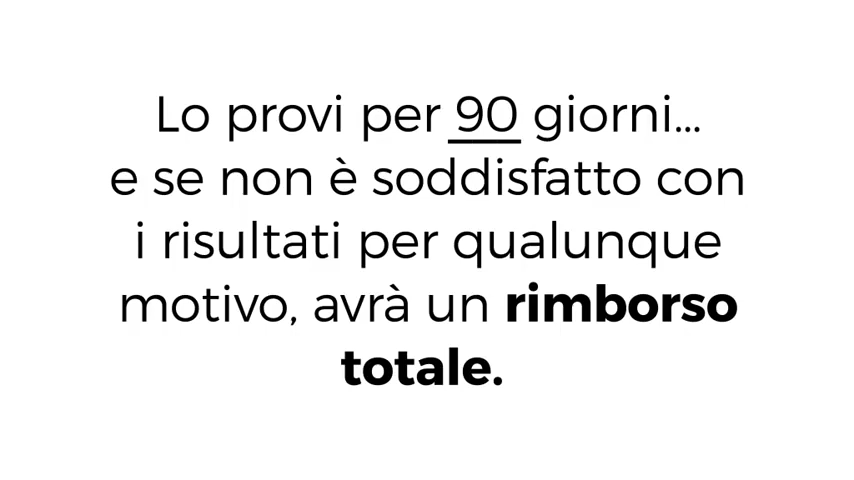 Lo provi per 90 giorni...
e se non è soddisfatto con
i risultati per qualunque
motivo, avrà un rimborso
totale.